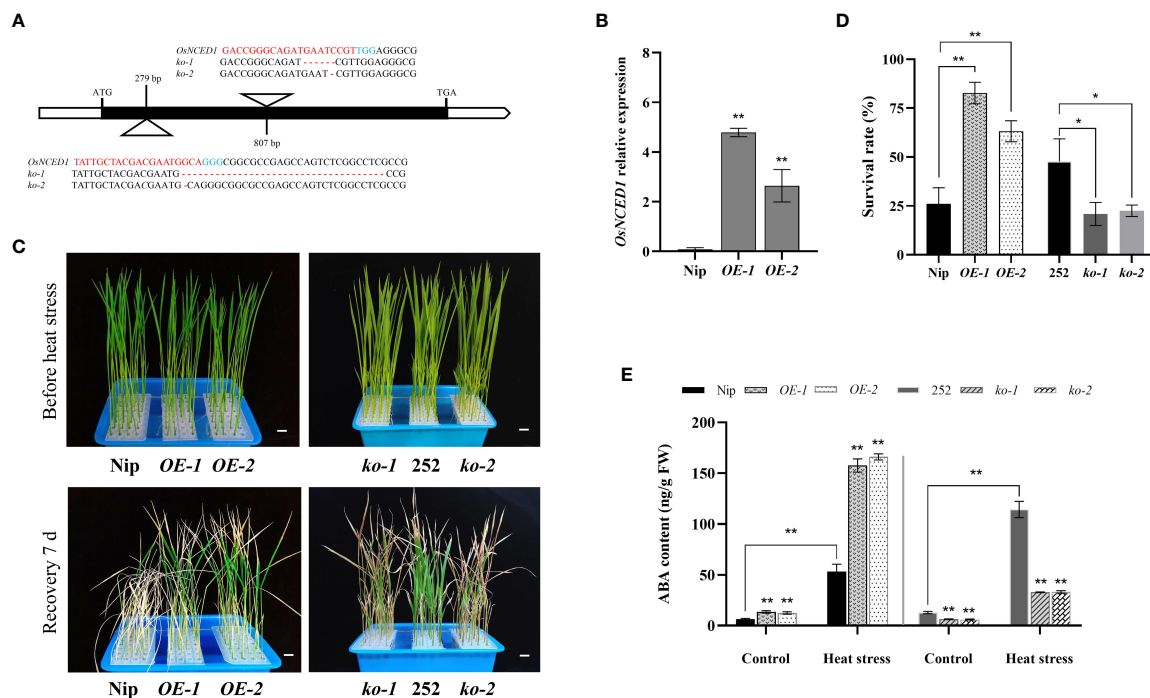 A
OsNCED1 GACCGGGCAGATGAATCCGTTGGAGGGCG
ko-1 GACCGGGCAGAT------CGTTGGAGGGCG
ko-2 GACCGGGCAGATGAAT -CGTTGGAGGGCG
279 bp
ATG
TGA
807 bp
OsNCED1 TATTGCTACGACGAATGGCAGGGCGGCGCCGAGCCAGTCTCGGCCTCGCCG
ko-1 TATTGCTACGACGAATG----------------------------------CCG
ko-2 TATTGCTACGACGAATG -CAGGGCGGCGCCGAGCCAGTCTCGGCCTCGCCG
B
OsNCED1 relative expression
8
6
4
2
0
**
**
Nip OE-1 OE-2
D
Survival rate (%)
100
75
50
25
0
**
**
*
*
Nip OE-1 OE-2 252 ko-1 ko-2
C
Before heat stress
Nip OE-1 OE-2 ko-1 252 ko-2
Recovery 7 d
Nip OE-1 OE-2 ko-1 252 ko-2
E
Nip OE-1 OE-2 252 ko-1 ko-2
ABA content (ng/g FW)
200
150
100
50
0
** **
**
**
** ** ** ** ** **
Control Heat stress Control Heat stress